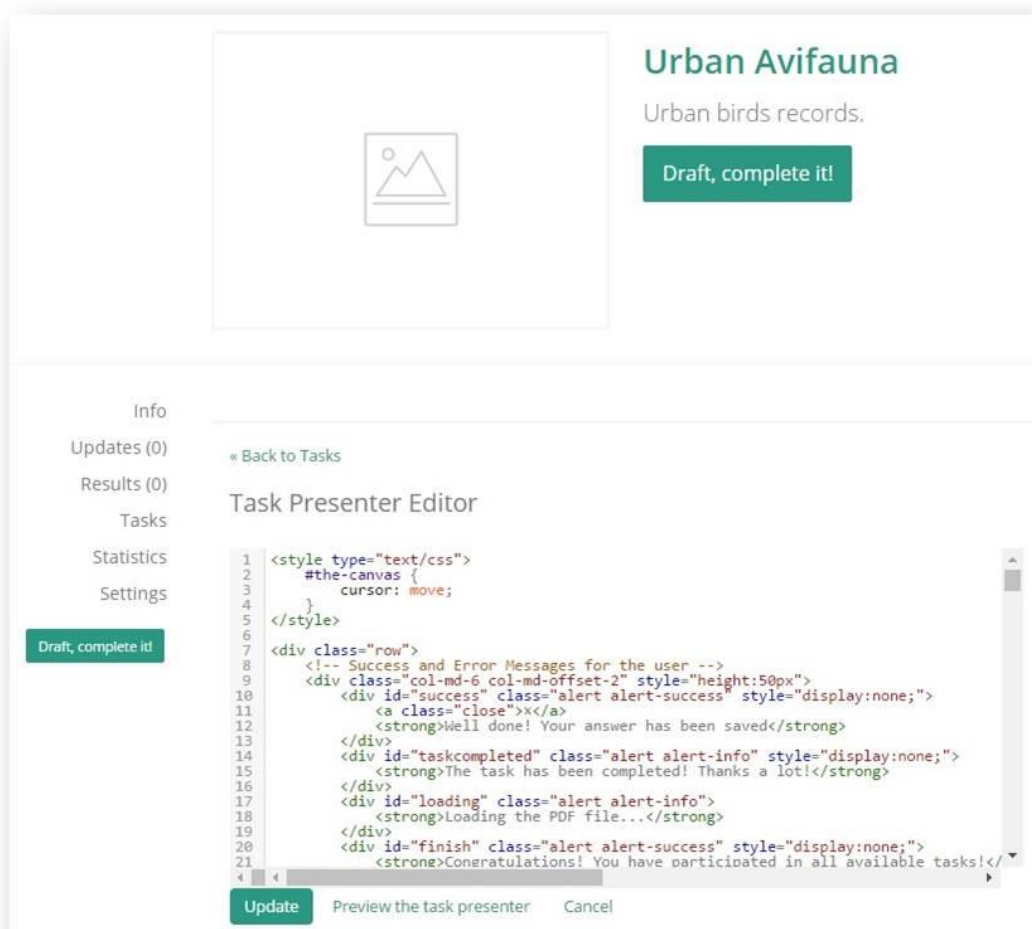 Urban Avifauna
Urban birds records.
Draft, complete it!
Info
Updates (0)
Results (0)
Tasks
Statistics
Settings
Draft, complete it!
« Back to Tasks
Task Presenter Editor
1 <style type="text/css">
2     #the-canvas {
3         cursor: move;
4     }
5 </style>
6
7 <div class="row">
8     <!-- Success and Error Messages for the user -->
9     <div class="col-md-6 col-md-offset-2" style="height:50px">
10         <div id="success" class="alert alert-success" style="display:none;">
11             <a class="close">×</a>
12             <strong>Well done! Your answer has been saved</strong>
13         </div>
14         <div id="taskcompleted" class="alert alert-info" style="display:none;">
15             <strong>The task has been completed! Thanks a lot!</strong>
16         </div>
17         <div id="loading" class="alert alert-info">
18             <strong>Loading the PDF file...</strong>
19         </div>
20         <div id="finish" class="alert alert-success" style="display:none;">
21             <strong>Congratulations! You have participated in all available tasks!</
Update Preview the task presenter Cancel